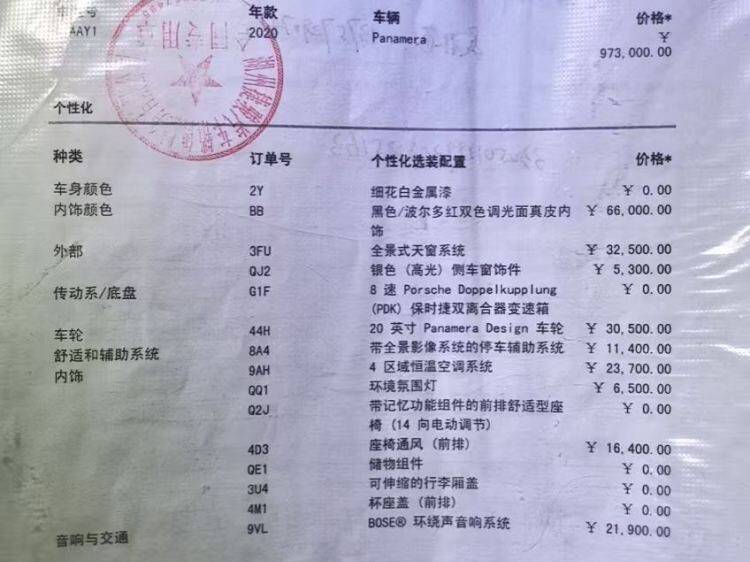 年款 车辆 价格*
AAY1 2020 Panamera ￥
973,000.00
个性化
种类 订单号 个性化选装配置 价格*
车身颜色 2Y 细花白金属漆 ￥ 0.00
内饰颜色 BB 黑色/波尔多红双色调光面真皮内 ￥ 66,000.00
饰
外部 3FU 全景式天窗系统 ￥ 32,500.00
QJ2 银色 (高光) 侧车窗饰件 ￥ 5,300.00
传动系/底盘 G1F 8 速 Porsche Doppelkupplung ￥ 0.00
(PDK) 保时捷双离合器变速箱
车轮 44H 20 英寸 Panamera Design 车轮 ￥ 30,500.00
舒适和辅助系统 8A4 带全景影像系统的停车辅助系统 ￥ 11,400.00
内饰 9AH 4 区域恒温空调系统 ￥ 23,700.00
QQ1 环境氛围灯 ￥ 6,500.00
Q2J 带记忆功能组件的前排舒适型座 ￥ 0.00
椅 (14 向电动调节)
4D3 座椅通风 (前排) ￥ 16,400.00
QE1 储物组件 ￥ 0.00
3U4 可伸缩的行李厢盖 ￥ 0.00
4M1 杯座盖 (前排) ￥ 0.00
音响与交通 9VL BOSE® 环绕声音响系统 ￥ 21,900.00